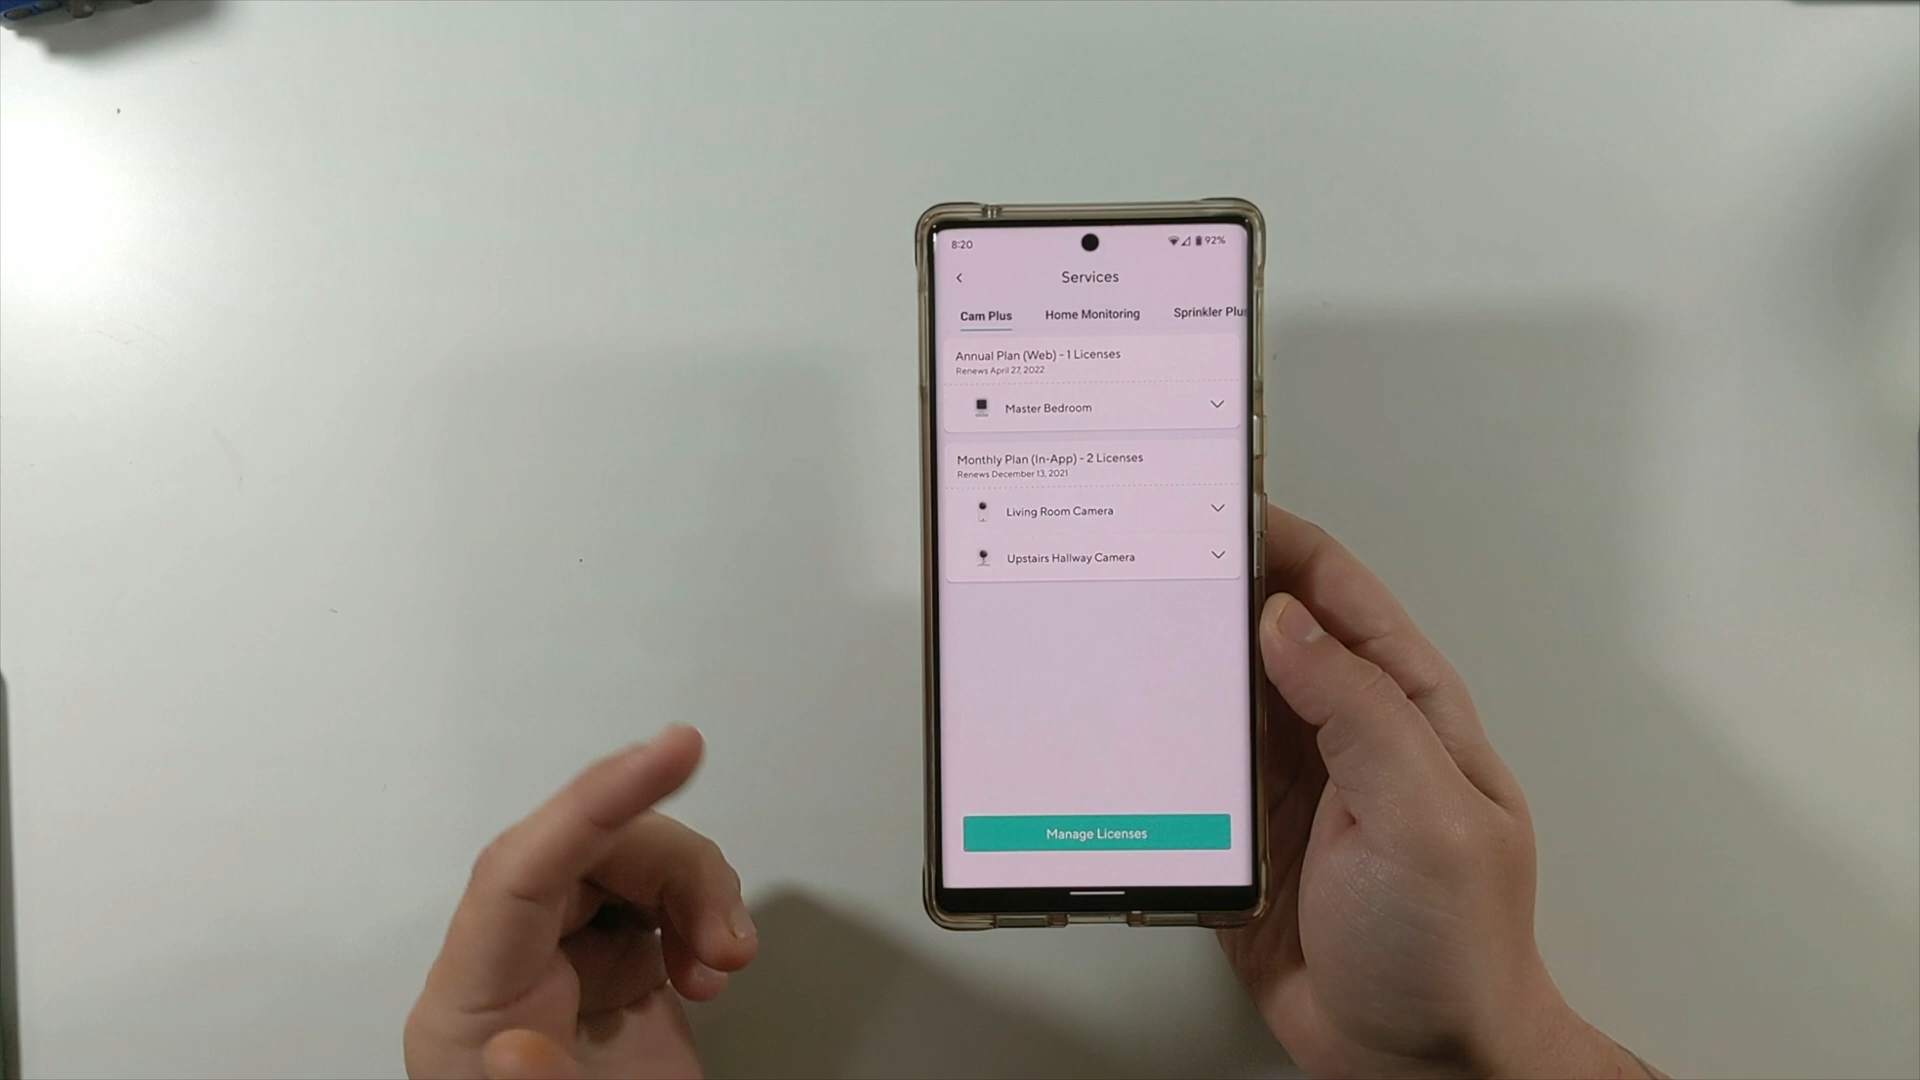 8:20
92%
Services
Cam Plus
Home Monitoring
Sprinkler Plus
Annual Plan (Web) - 1 Licenses
Renews April 27, 2022
Master Bedroom
Monthly Plan (In-App) - 2 Licenses
Renews December 13, 2021
Living Room Camera
Upstairs Hallway Camera
Manage Licenses